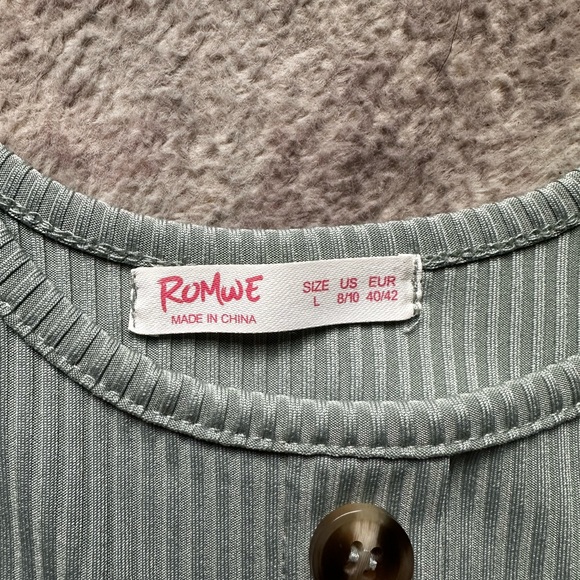 ROMWE
MADE IN CHINA
SIZE US EUR
L 8/10 40/42